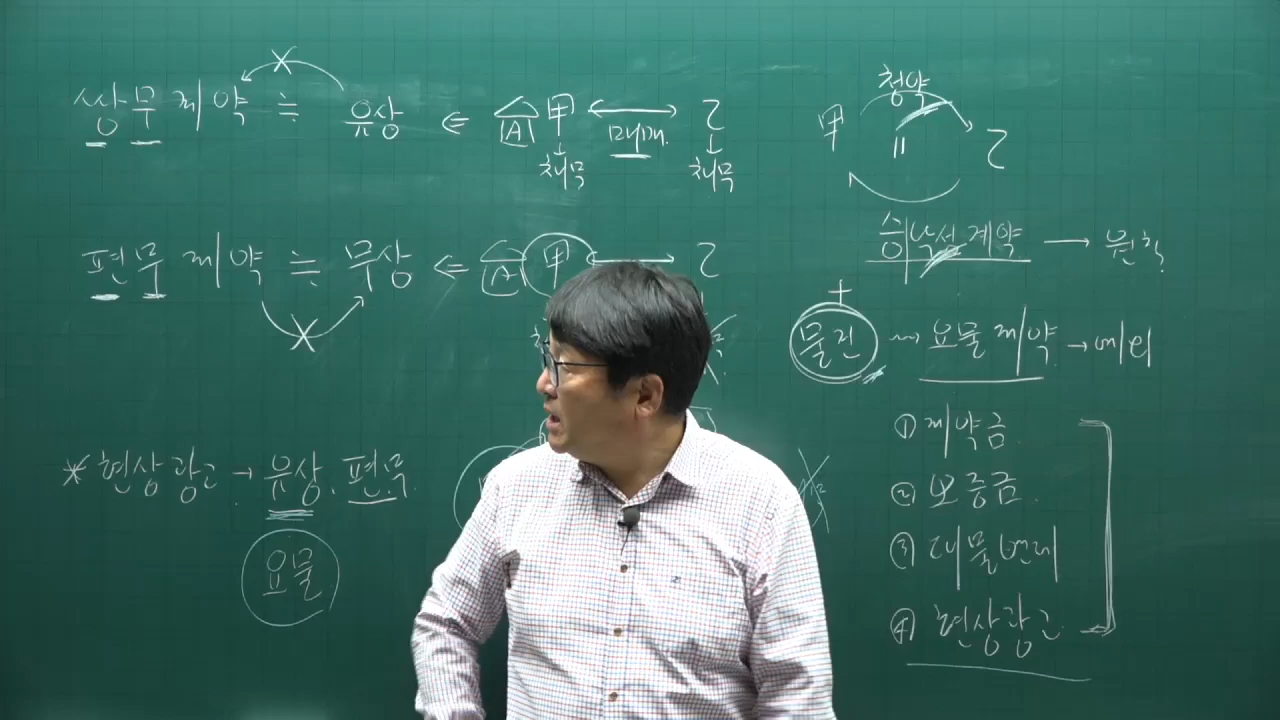 쌍무계약 ≒ 유상 ⇐ A 甲 ↔ 乙
매매
채무 채무
편무계약 ≒ 무상 ⇐ A 甲 → 乙
* 현상광고 → 유상, 편무
요물
청약
甲 = 乙
승낙성계약 → 원칙
+
물건 ⇝ 요물계약 → 예외
① 계약금
② 보증금
③ 대물변제
④ 현상광고